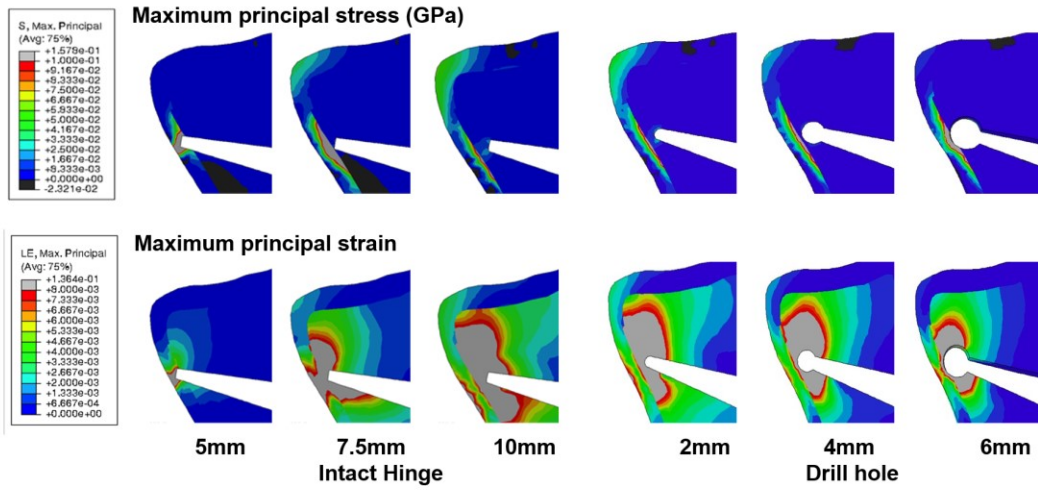 Maximum principal stress (GPa)
S, Max. Principal
(Avg: 75%)
+1.579e-01
+1.000e-01
+9.167e-02
+8.333e-02
+7.500e-02
+6.667e-02
+5.833e-02
+5.000e-02
+4.167e-02
+3.333e-02
+2.500e-02
+1.667e-02
+8.333e-03
+0.000e+00
-2.321e-02
Maximum principal strain
LE, Max. Principal
(Avg: 75%)
+1.364e-01
+8.000e-03
+7.333e-03
+6.667e-03
+6.000e-03
+5.333e-03
+4.667e-03
+4.000e-03
+3.333e-03
+2.667e-03
+2.000e-03
+1.333e-03
+6.667e-04
+0.000e+00
5mm 7.5mm 10mm 2mm 4mm 6mm
Intact Hinge Drill hole